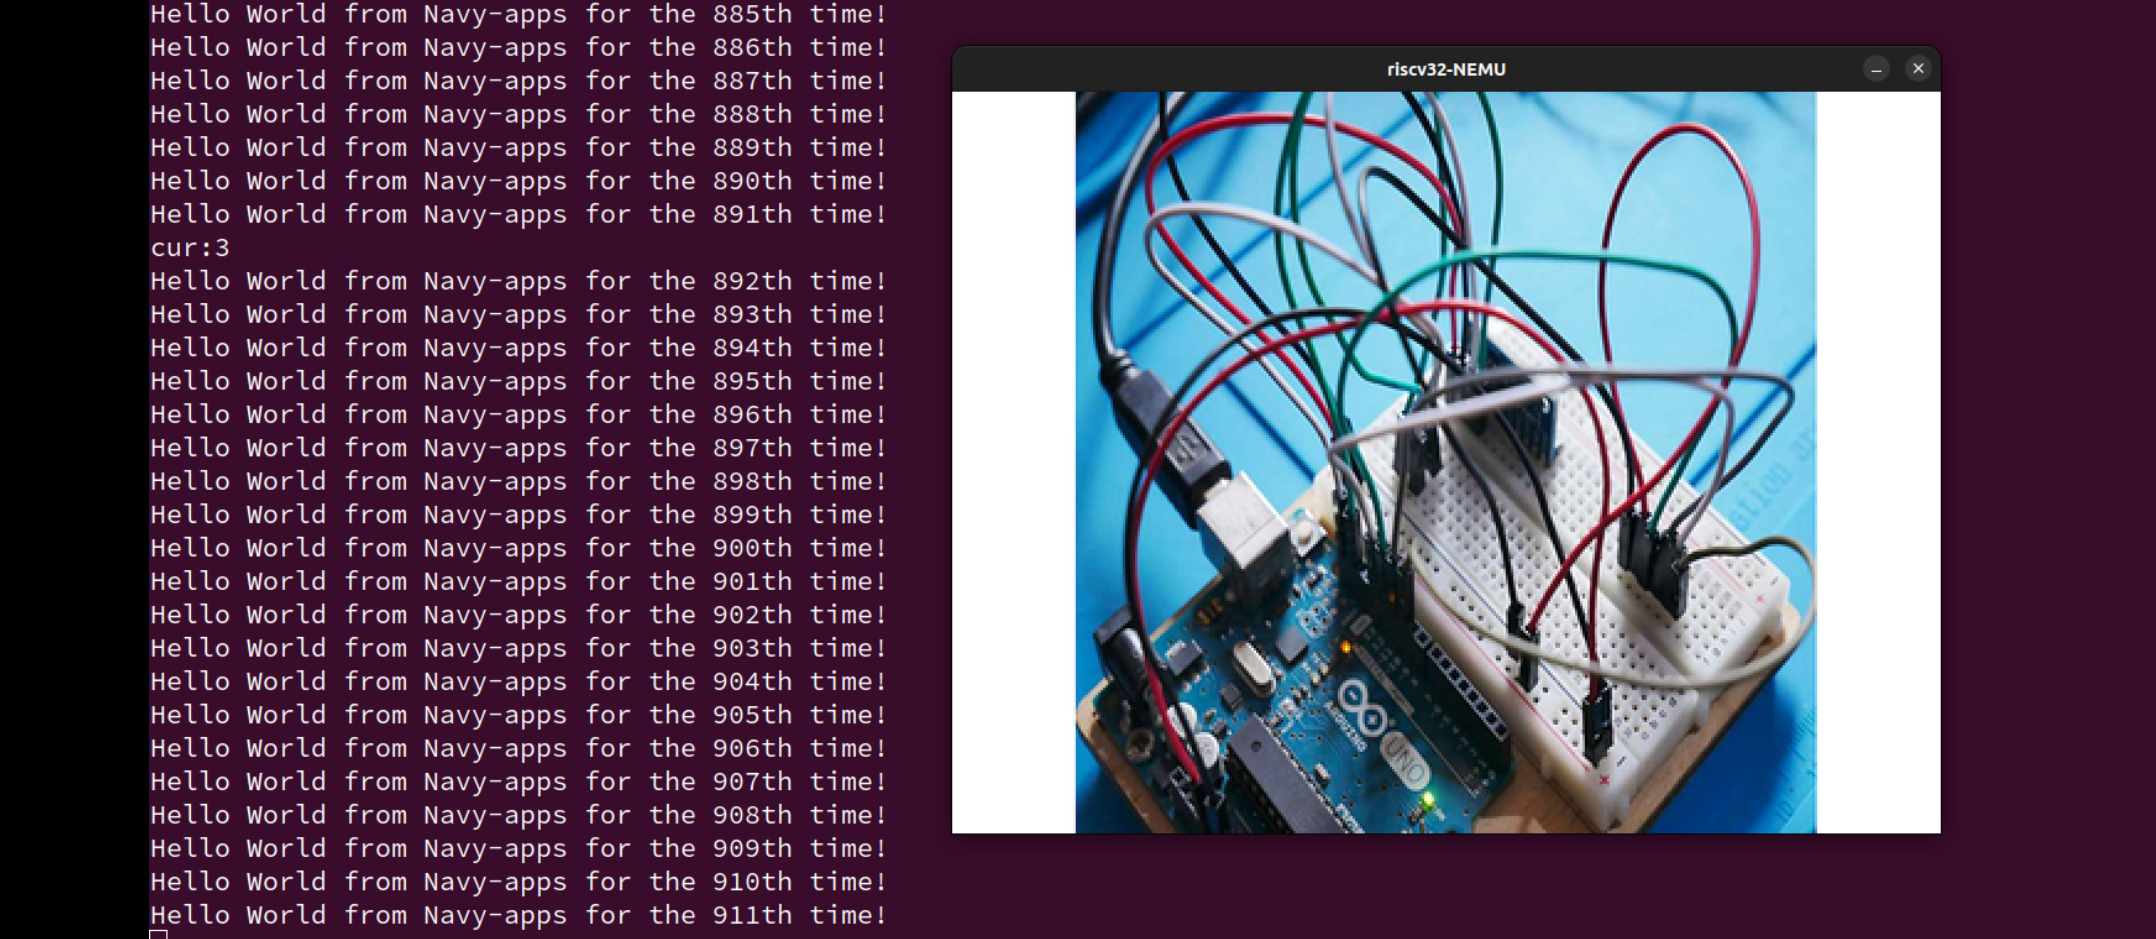 Hello World from Navy-apps for the 885th time!
Hello World from Navy-apps for the 886th time!
Hello World from Navy-apps for the 887th time!
Hello World from Navy-apps for the 888th time!
Hello World from Navy-apps for the 889th time!
Hello World from Navy-apps for the 890th time!
Hello World from Navy-apps for the 891th time!
cur:3
Hello World from Navy-apps for the 892th time!
Hello World from Navy-apps for the 893th time!
Hello World from Navy-apps for the 894th time!
Hello World from Navy-apps for the 895th time!
Hello World from Navy-apps for the 896th time!
Hello World from Navy-apps for the 897th time!
Hello World from Navy-apps for the 898th time!
Hello World from Navy-apps for the 899th time!
Hello World from Navy-apps for the 900th time!
Hello World from Navy-apps for the 901th time!
Hello World from Navy-apps for the 902th time!
Hello World from Navy-apps for the 903th time!
Hello World from Navy-apps for the 904th time!
Hello World from Navy-apps for the 905th time!
Hello World from Navy-apps for the 906th time!
Hello World from Navy-apps for the 907th time!
Hello World from Navy-apps for the 908th time!
Hello World from Navy-apps for the 909th time!
Hello World from Navy-apps for the 910th time!
Hello World from Navy-apps for the 911th time!
riscv32-NEMU
ARDUINO
UNO